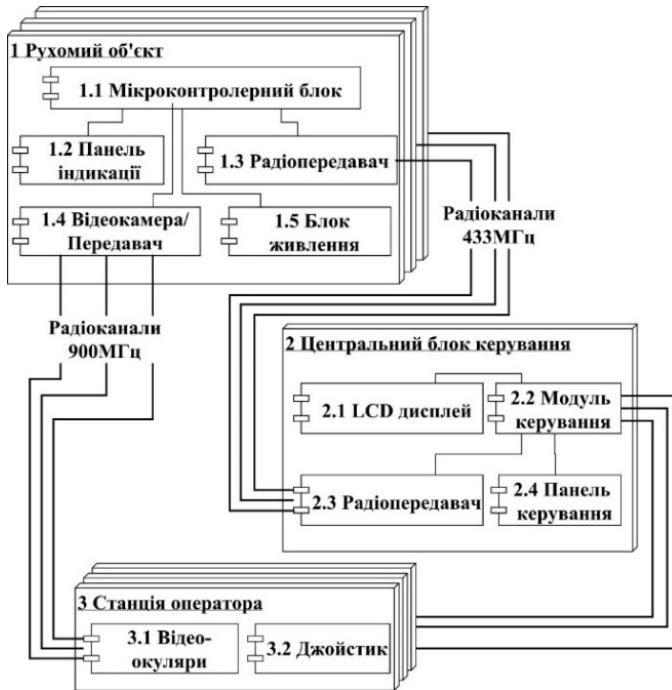 1 Рухомий об'єкт
1.1 Мікроконтролерний блок
1.2 Панель
індикації
1.3 Радіопередавач
1.4 Відеокамера/
Передавач
1.5 Блок
живлення
Радіоканали
433МГц
Радіоканали
900МГц
2 Центральний блок керування
2.1 LCD дисплей
2.2 Модуль
керування
2.3 Радіопередавач
2.4 Панель
керування
3 Станція оператора
3.1 Відео-
окуляри
3.2 Джойстик